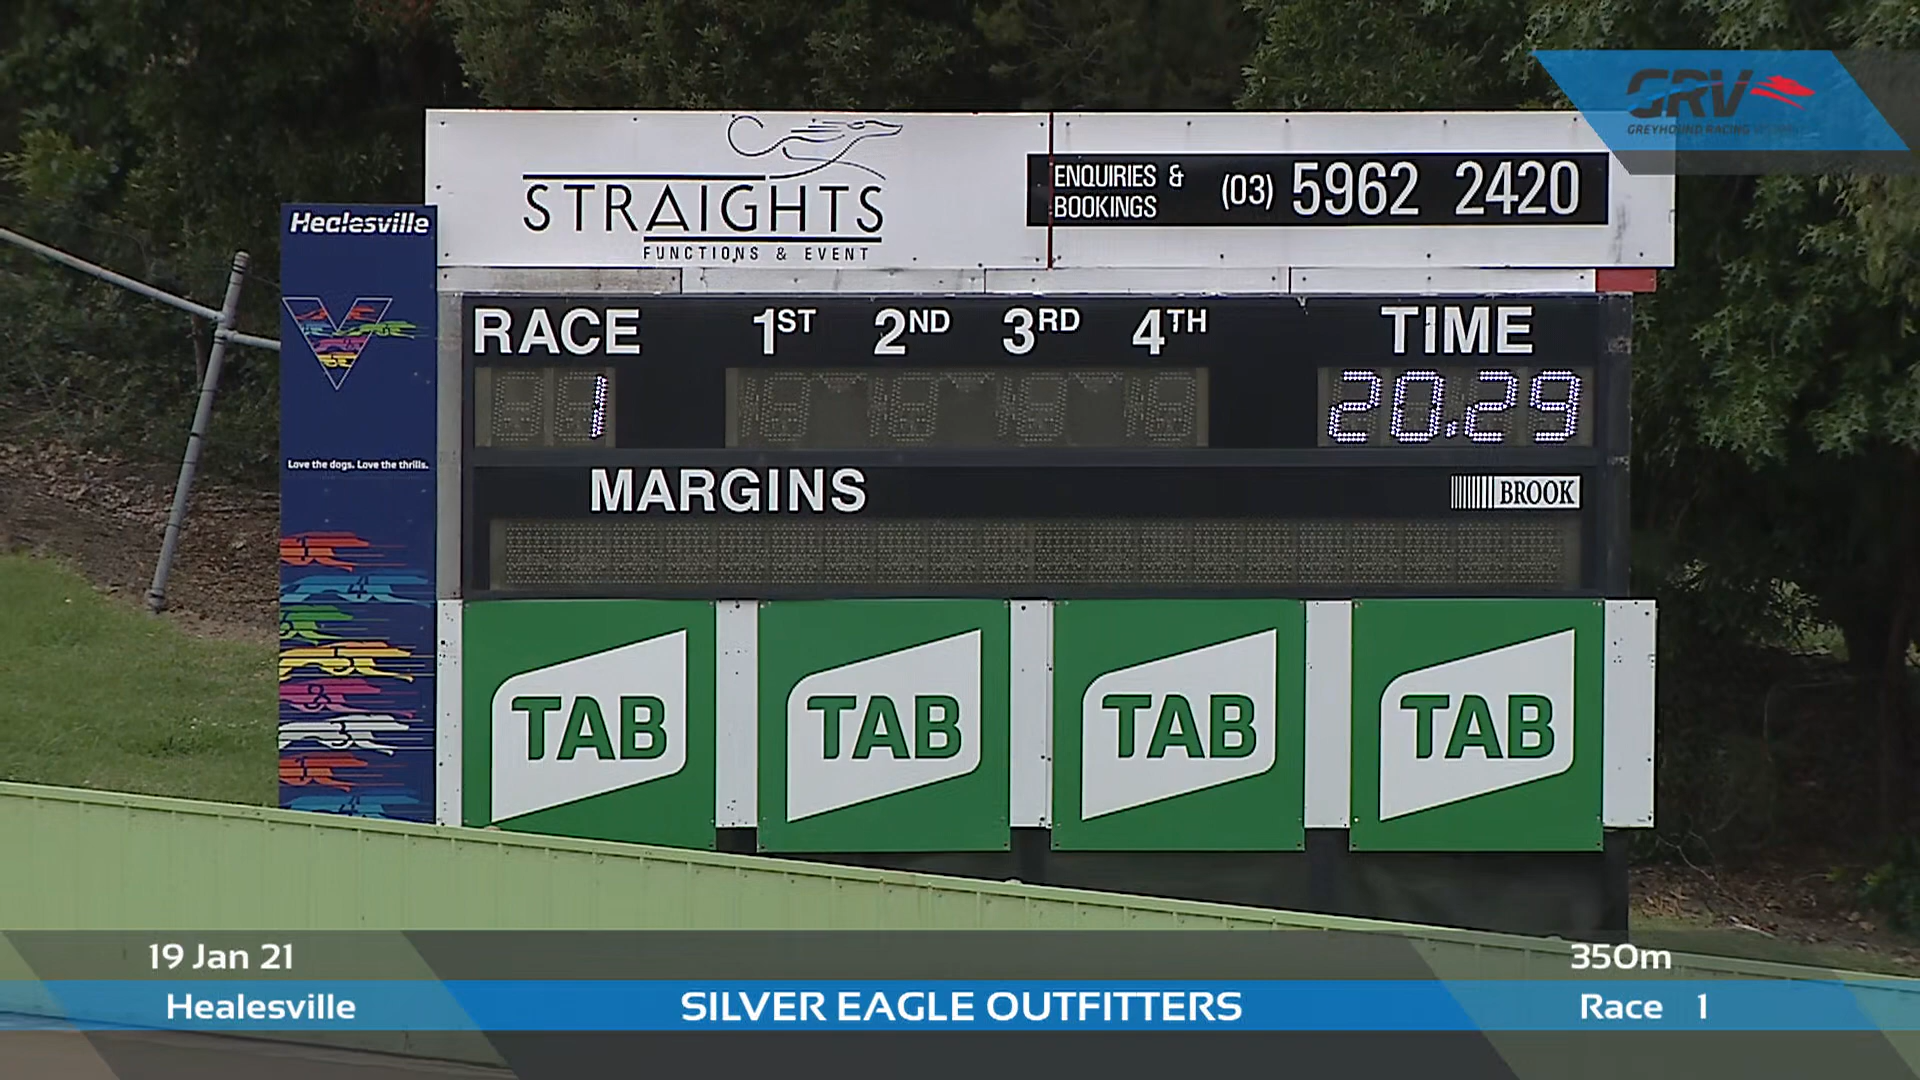 GRV
GREYHOUND RACING
STRAIGHTS
FUNCTIONS & EVENT
ENQUIRIES &
BOOKINGS
(03) 5962 2420
Healesville
Love the dogs. Love the thrills.
RACE 1ST 2ND 3RD 4TH TIME
1 20.29
MARGINS
BROOK
TAB TAB TAB TAB
19 Jan 21
350m
Healesville
SILVER EAGLE OUTFITTERS
Race 1